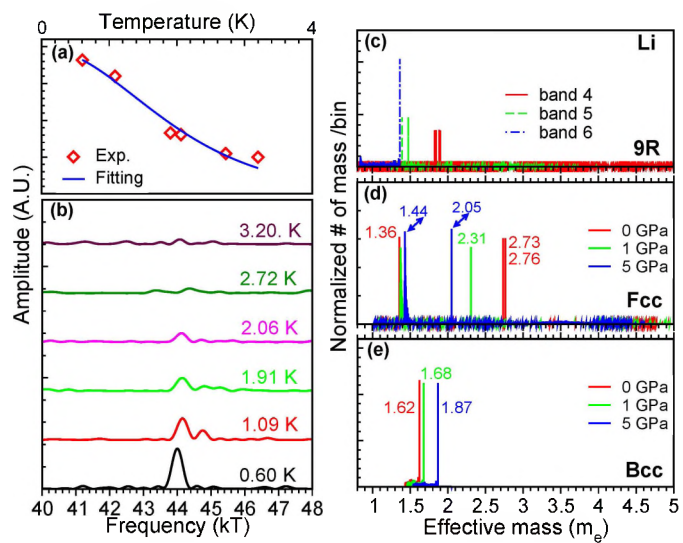 Temperature (K)
0 4
(a)
Exp.
Fitting
Amplitude (A.U.)
(b)
3.20. K
2.72 K
2.06 K
1.91 K
1.09 K
0.60 K
40 41 42 43 44 45 46 47 48
Frequency (kT)
Normalized # of mass /bin
(c) Li
band 4
band 5
band 6
9R
(d)
1.44
2.05
1.36
2.31
2.73
2.76
0 GPa
1 GPa
5 GPa
Fcc
(e)
1.68
1.62
1.87
0 GPa
1 GPa
5 GPa
Bcc
1 1.5 2 2.5 3 3.5 4 4.5 5
Effective mass (me)